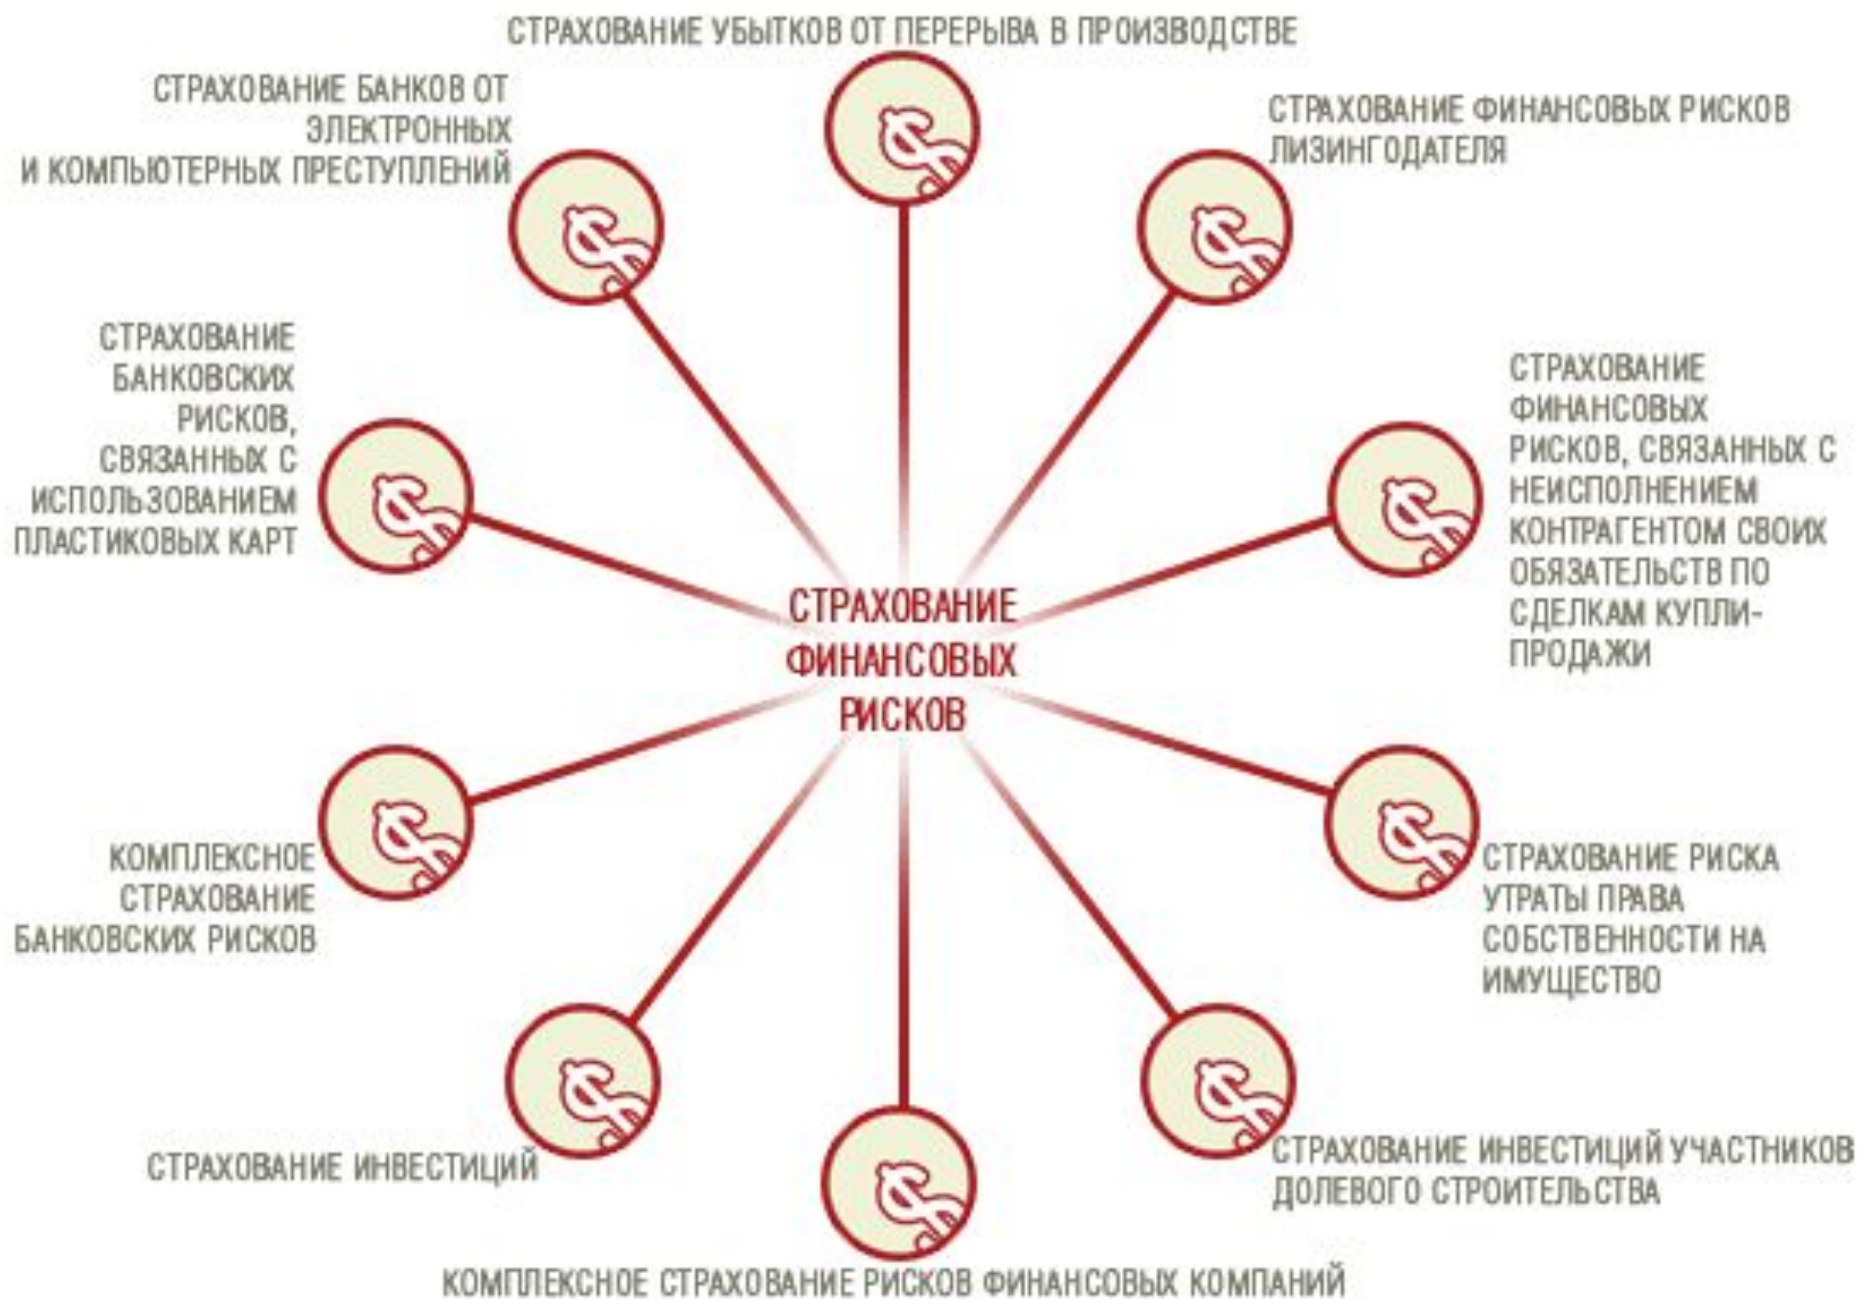 СТРАХОВАНИЕ УБЫТКОВ ОТ ПЕРЕРЫВА В ПРОИЗВОДСТВЕ
СТРАХОВАНИЕ БАНКОВ ОТ
ЭЛЕКТРОННЫХ
И КОМПЬЮТЕРНЫХ ПРЕСТУПЛЕНИЙ
СТРАХОВАНИЕ ФИНАНСОВЫХ РИСКОВ
ЛИЗИНГОДАТЕЛЯ
СТРАХОВАНИЕ
БАНКОВСКИХ
РИСКОВ,
СВЯЗАННЫХ С
ИСПОЛЬЗОВАНИЕМ
ПЛАСТИКОВЫХ КАРТ
СТРАХОВАНИЕ
ФИНАНСОВЫХ
РИСКОВ, СВЯЗАННЫХ С
НЕИСПОЛНЕНИЕМ
КОНТРАГЕНТОМ СВОИХ
ОБЯЗАТЕЛЬСТВ ПО
СДЕЛКАМ КУПЛИ-
ПРОДАЖИ
СТРАХОВАНИЕ
ФИНАНСОВЫХ
РИСКОВ
КОМПЛЕКСНОЕ
СТРАХОВАНИЕ
БАНКОВСКИХ РИСКОВ
СТРАХОВАНИЕ РИСКА
УТРАТЫ ПРАВА
СОБСТВЕННОСТИ НА
ИМУЩЕСТВО
СТРАХОВАНИЕ ИНВЕСТИЦИЙ
СТРАХОВАНИЕ ИНВЕСТИЦИЙ УЧАСТНИКОВ
ДОЛЕВОГО СТРОИТЕЛЬСТВА
КОМПЛЕКСНОЕ СТРАХОВАНИЕ РИСКОВ ФИНАНСОВЫХ КОМПАНИЙ